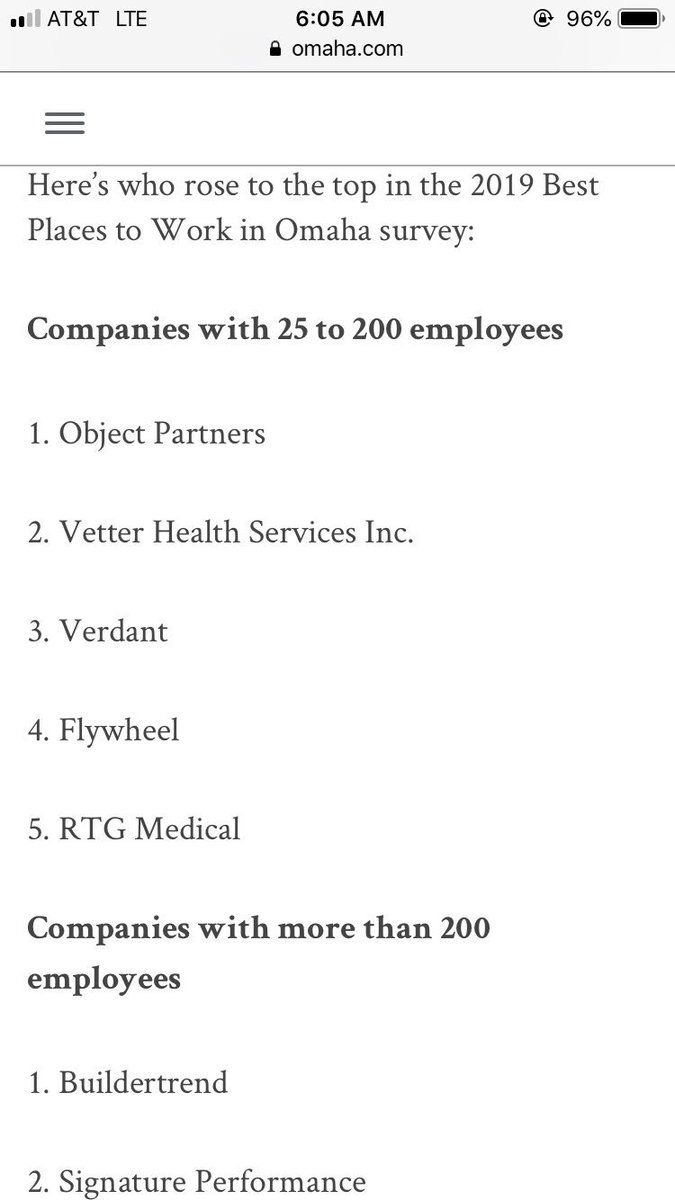 AT&T LTE 6:05 AM 96%
omaha.com
Here’s who rose to the top in the 2019 Best
Places to Work in Omaha survey:
Companies with 25 to 200 employees
1. Object Partners
2. Vetter Health Services Inc.
3. Verdant
4. Flywheel
5. RTG Medical
Companies with more than 200
employees
1. Buildertrend
2. Signature Performance